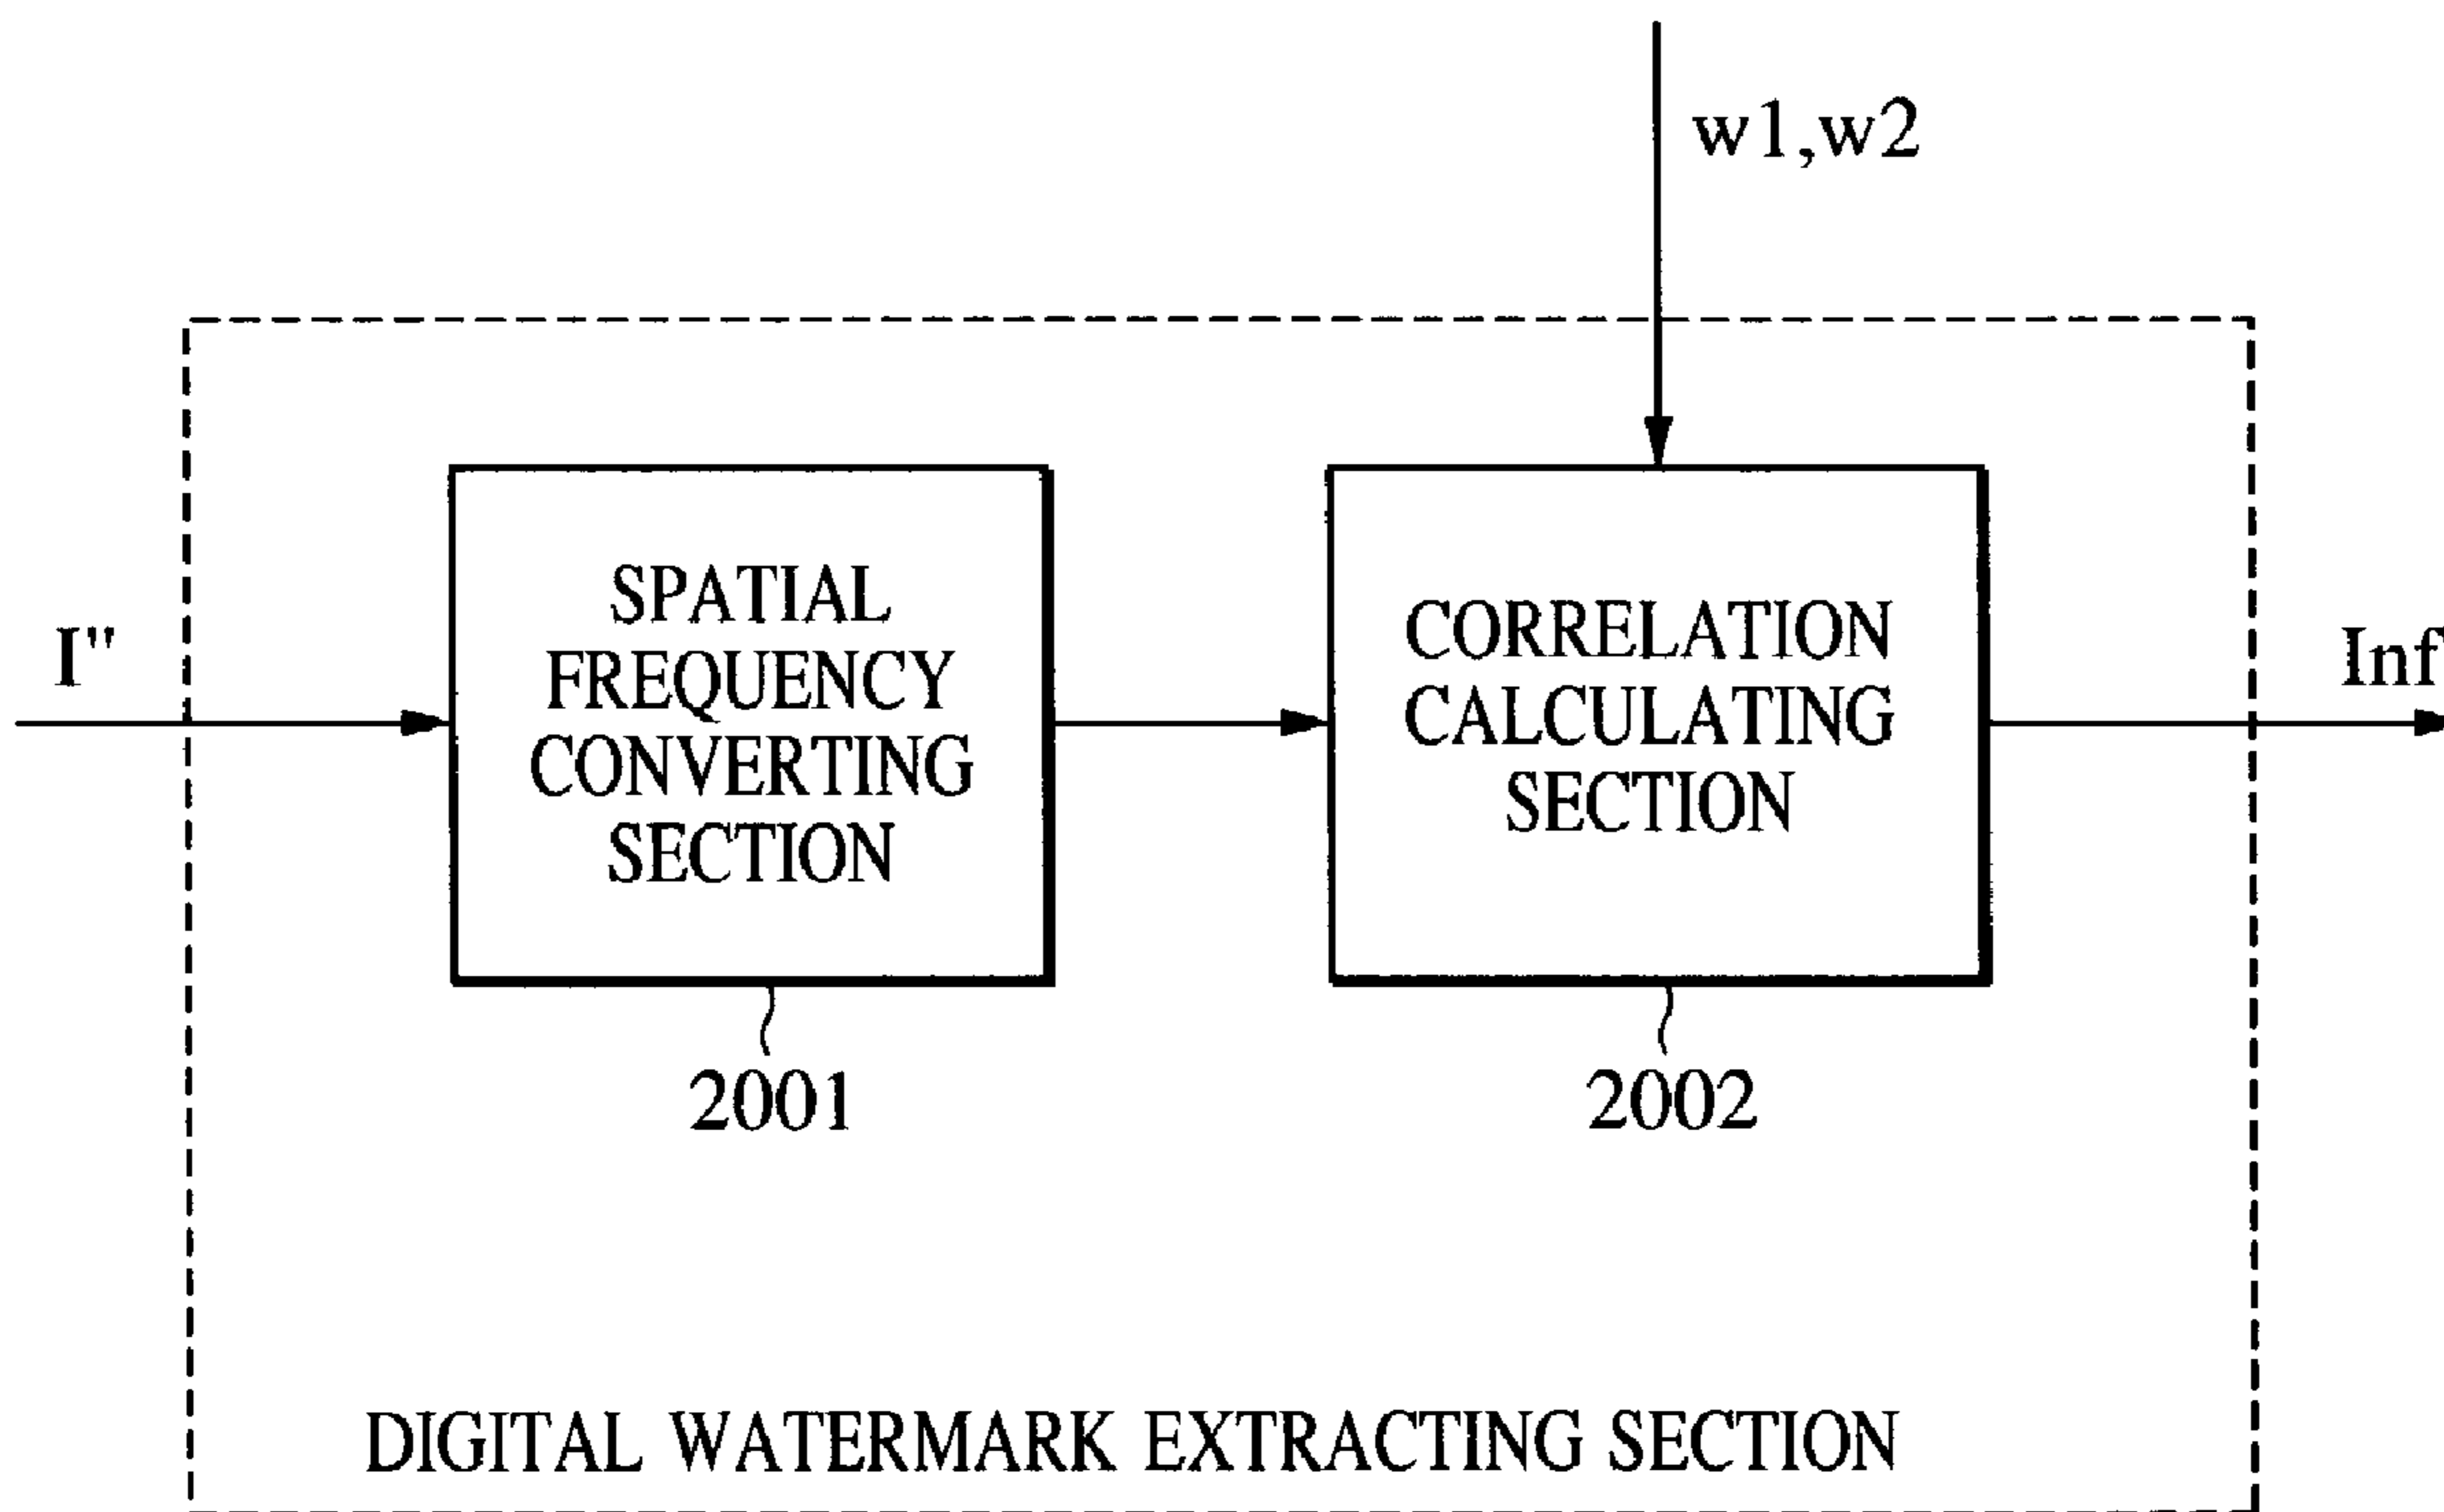 w1,w2
I"
SPATIAL
FREQUENCY
CONVERTING
SECTION
CORRELATION
CALCULATING
SECTION
Inf
2001
2002
DIGITAL WATERMARK EXTRACTING SECTION